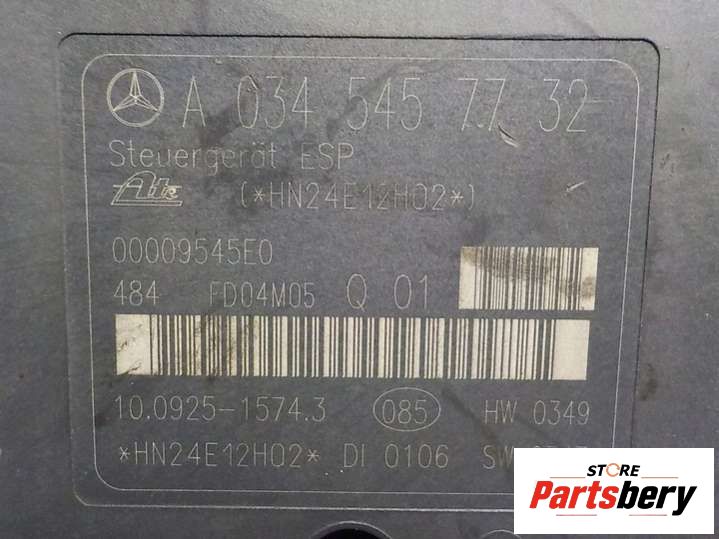 A 034 545 77 32
Steuergerät ESP
Ate (*HN24E12H02*)
00009545E0
484 FD04M05 Q 01
10.0925-1574.3 085 HW 0349
*HN24E12H02* DI 0106 SW
STORE
Partsbery